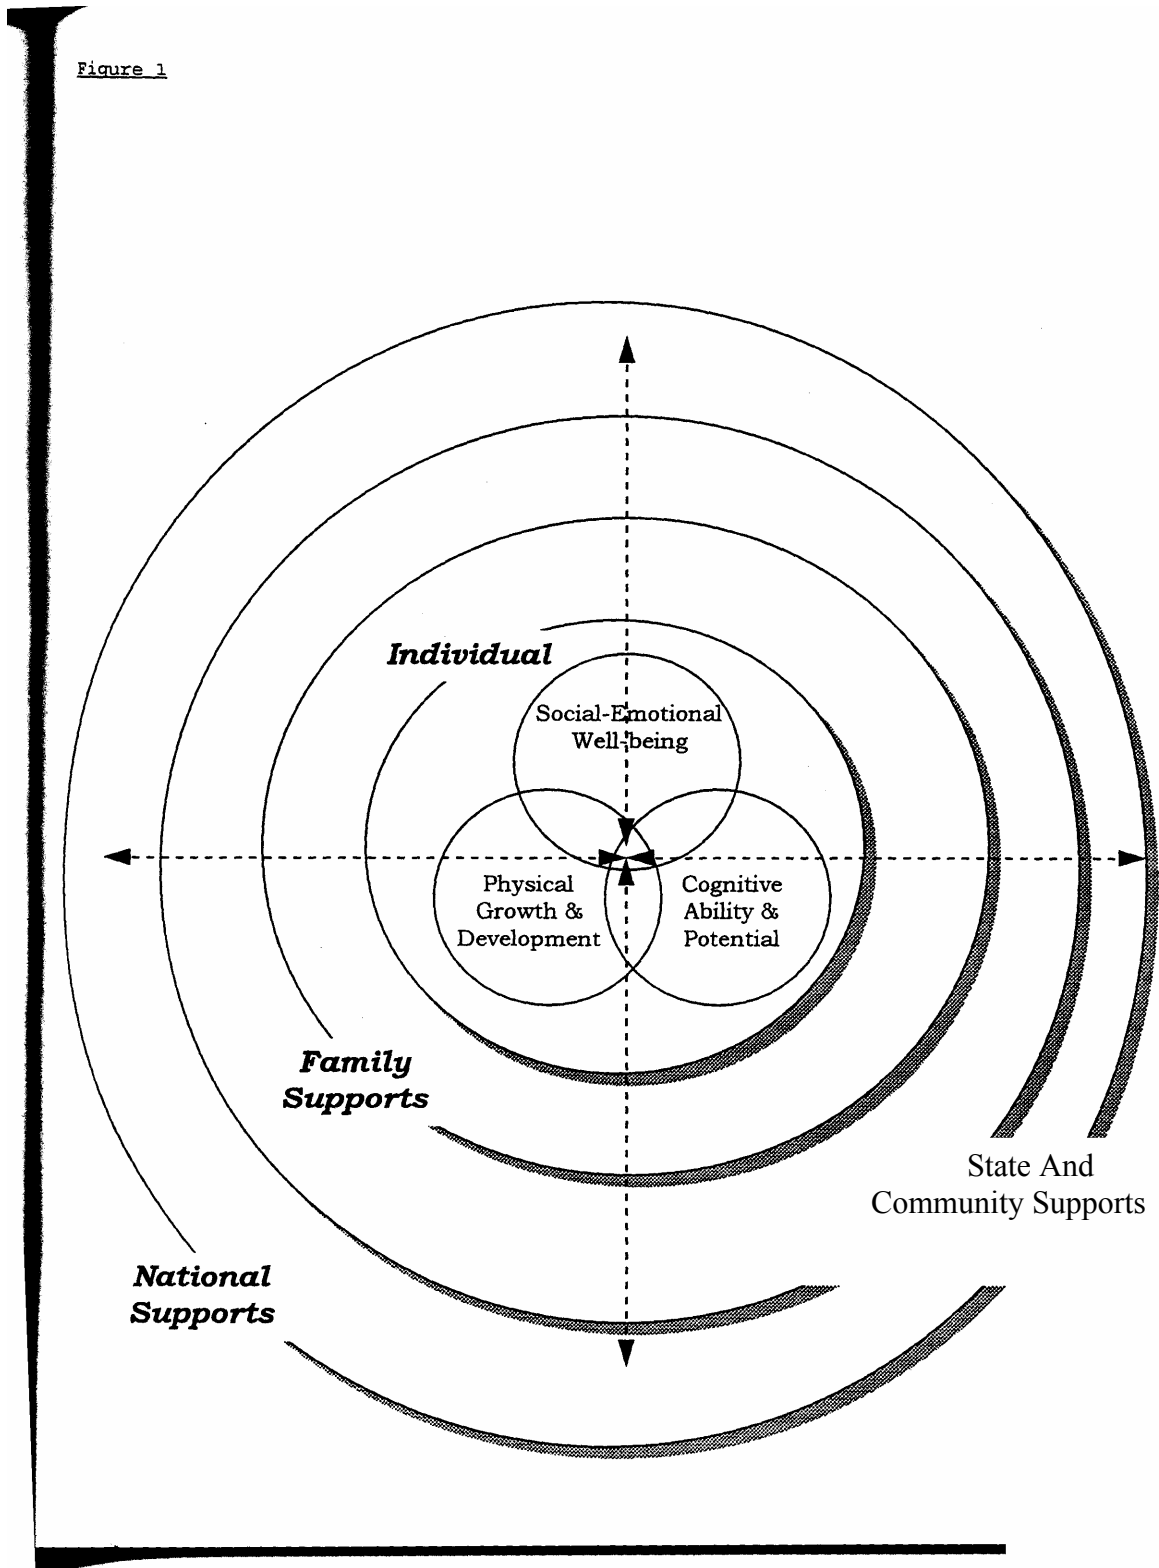 Figure 1
Individual
Social-Emotional
Well-being
Physical
Growth &
Development
Cognitive
Ability &
Potential
Family
Supports
State And
Community Supports
National
Supports